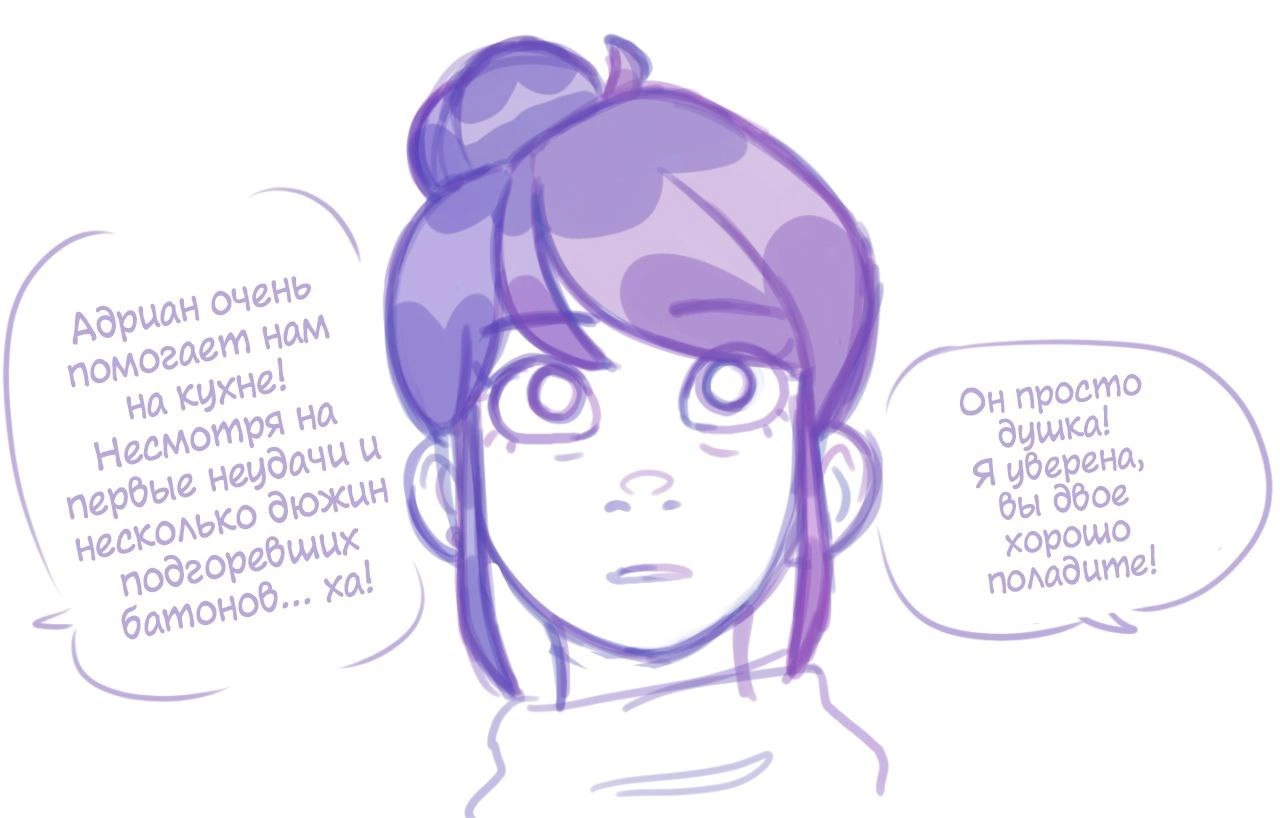 Адриан очень
помогает нам
на кухне!
Несмотря на
первые неудачи и
несколько дюжин
подгоревших
батонов... ха!
Он просто
душка!
Я уверена,
вы двое
хорошо
поладите!